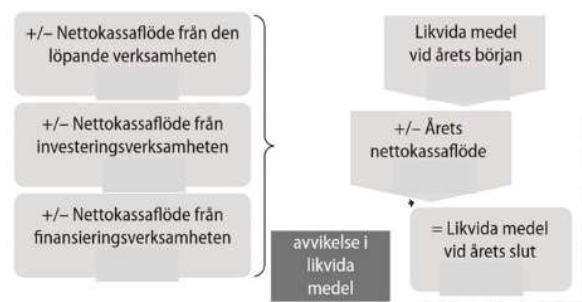 +/– Nettokassaflöde från den
löpande verksamheten
+/– Nettokassaflöde från
investeringsverksamheten
+/– Nettokassaflöde från
finansieringsverksamheten
Likvida medel
vid årets början
+/– Årets
nettokassaflöde
avvikelse i
likvida
medel
= Likvida medel
vid årets slut